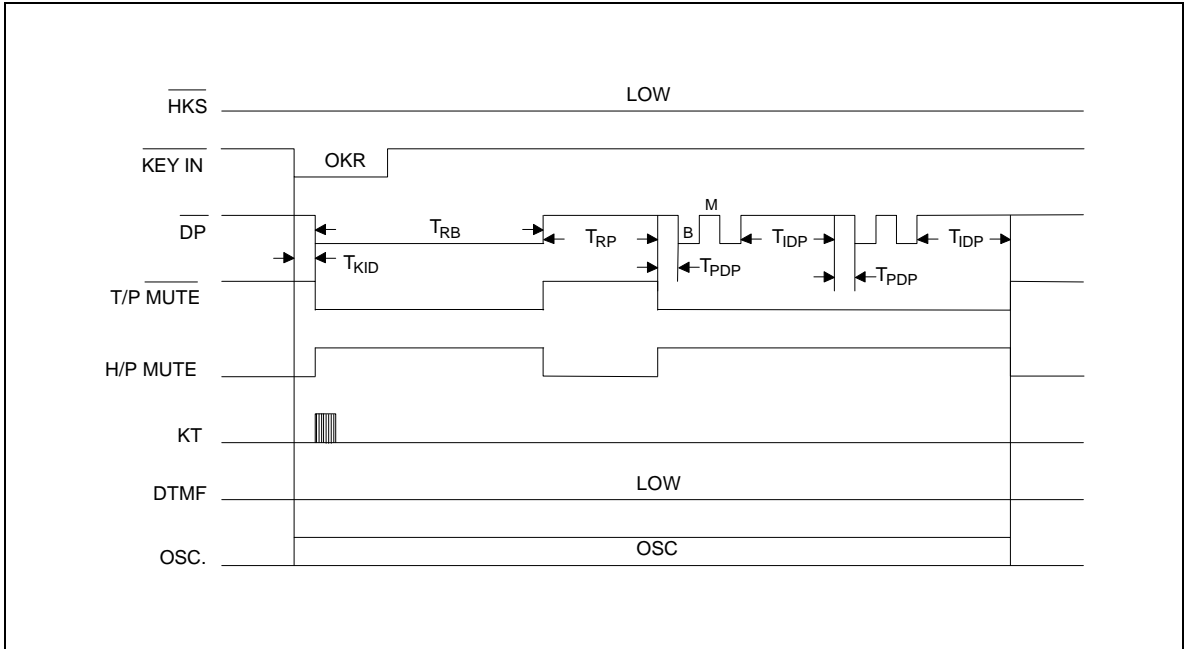 HKS LOW
KEY IN OKR
M
DP T_RB B T_IDP T_IDP
T_RP
T_KID T_PDP T_PDP
T/P MUTE
H/P MUTE
KT
DTMF LOW
OSC. OSC